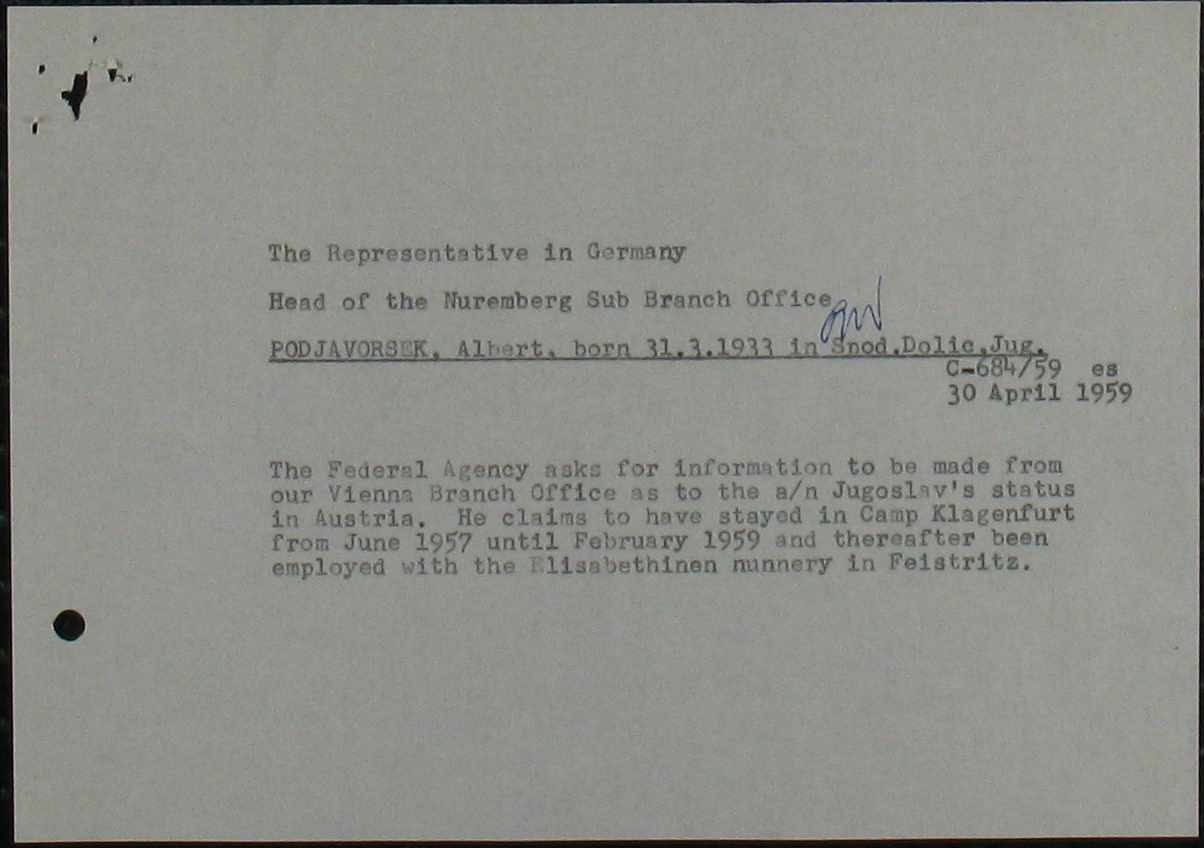 The Representative in Germany
Head of the Nuremberg Sub Branch Office
PODJAVORSEK, Albert, born 31.3.1933 in Spod.Dolic,Jug.
C-684/59 es
30 April 1959
The Federal Agency asks for information to be made from
our Vienna Branch Office as to the a/n Jugoslav's status
in Austria. He claims to have stayed in Camp Klagenfurt
from June 1957 until February 1959 and thereafter been
employed with the Elisabethinen nunnery in Feistritz.